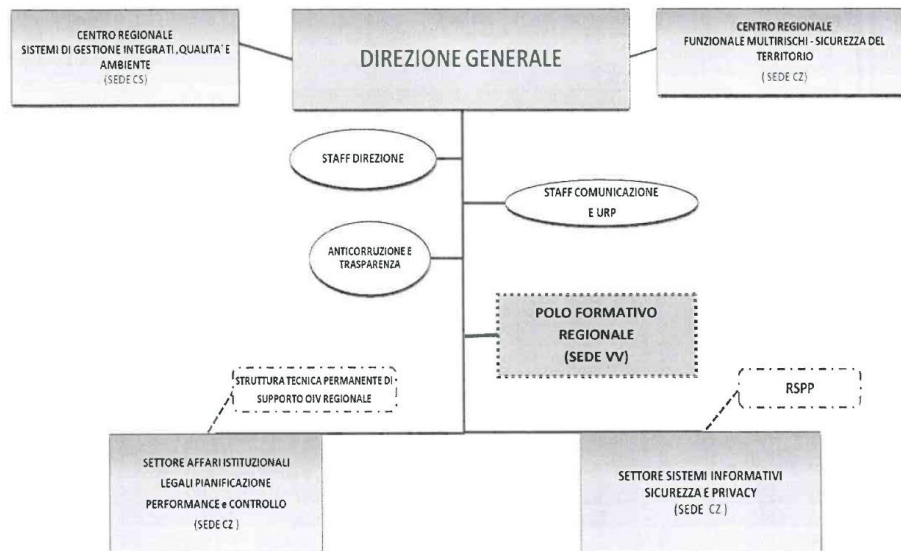 CENTRO REGIONALE
SISTEMI DI GESTIONE INTEGRATI ,QUALITA' E
AMBIENTE
(SEDE CS)
DIREZIONE GENERALE
CENTRO REGIONALE
FUNZIONALE MULTIRISCHI - SICUREZZA DEL
TERRITORIO
( SEDE CZ)
STAFF DIREZIONE
STAFF COMUNICAZIONE
E URP
ANTICORRUZIONE E
TRASPARENZA
POLO FORMATIVO
REGIONALE
(SEDE VV)
STRUTTURA TECNICA PERMANENTE DI
SUPPORTO OIV REGIONALE
RSPP
SETTORE AFFARI ISTITUZIONALI
LEGALI PIANIFICAZIONE
PERFORMANCE e CONTROLLO
(SEDE CZ )
SETTORE SISTEMI INFORMATIVI
SICUREZZA E PRIVACY
(SEDE CZ )